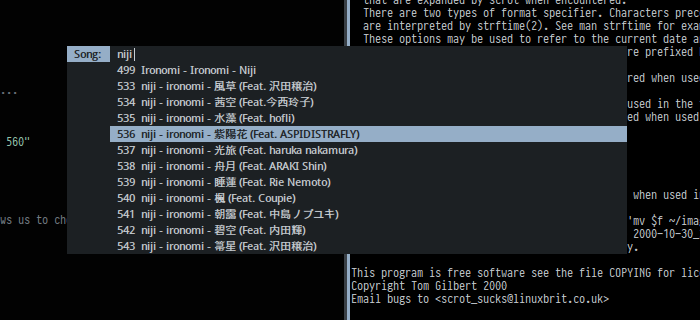 that are expanded by scrot when encountered.
There are two types of format specifier. Characters prec
are interpreted by strftime(2). See man strftime for exa
These options may be used to refer to the current date a
Song: niji
re prefixed
499 Ironomi - Ironomi - Niji
533 niji - ironomi - 風草 (Feat. 沢田穣治)
red when use
...
534 niji - ironomi - 茜空 (Feat.今西玲子)
used in the
535 niji - ironomi - 水藻 (Feat. hofli)
ed when used
536 niji - ironomi - 紫陽花 (Feat. ASPIDISTRAFLY)
560"
537 niji - ironomi - 光旅 (Feat. haruka nakamura)
538 niji - ironomi - 舟月 (Feat. ARAKI Shin)
539 niji - ironomi - 睡蓮 (Feat. Rie Nemoto)
540 niji - ironomi - 楓 (Feat. Coupie)
when used i
541 niji - ironomi - 朝靄 (Feat. 中島ノブユキ)
ws us to ch
'mv $f ~/ima
542 niji - ironomi - 碧空 (Feat. 内田輝)
2000-10-30_
543 niji - ironomi - 箒星 (Feat. 沢田穣治)
y.
This program is free software see the file COPYING for lic
Copyright Tom Gilbert 2000
Email bugs to <scrot_sucks@linuxbrit.co.uk>